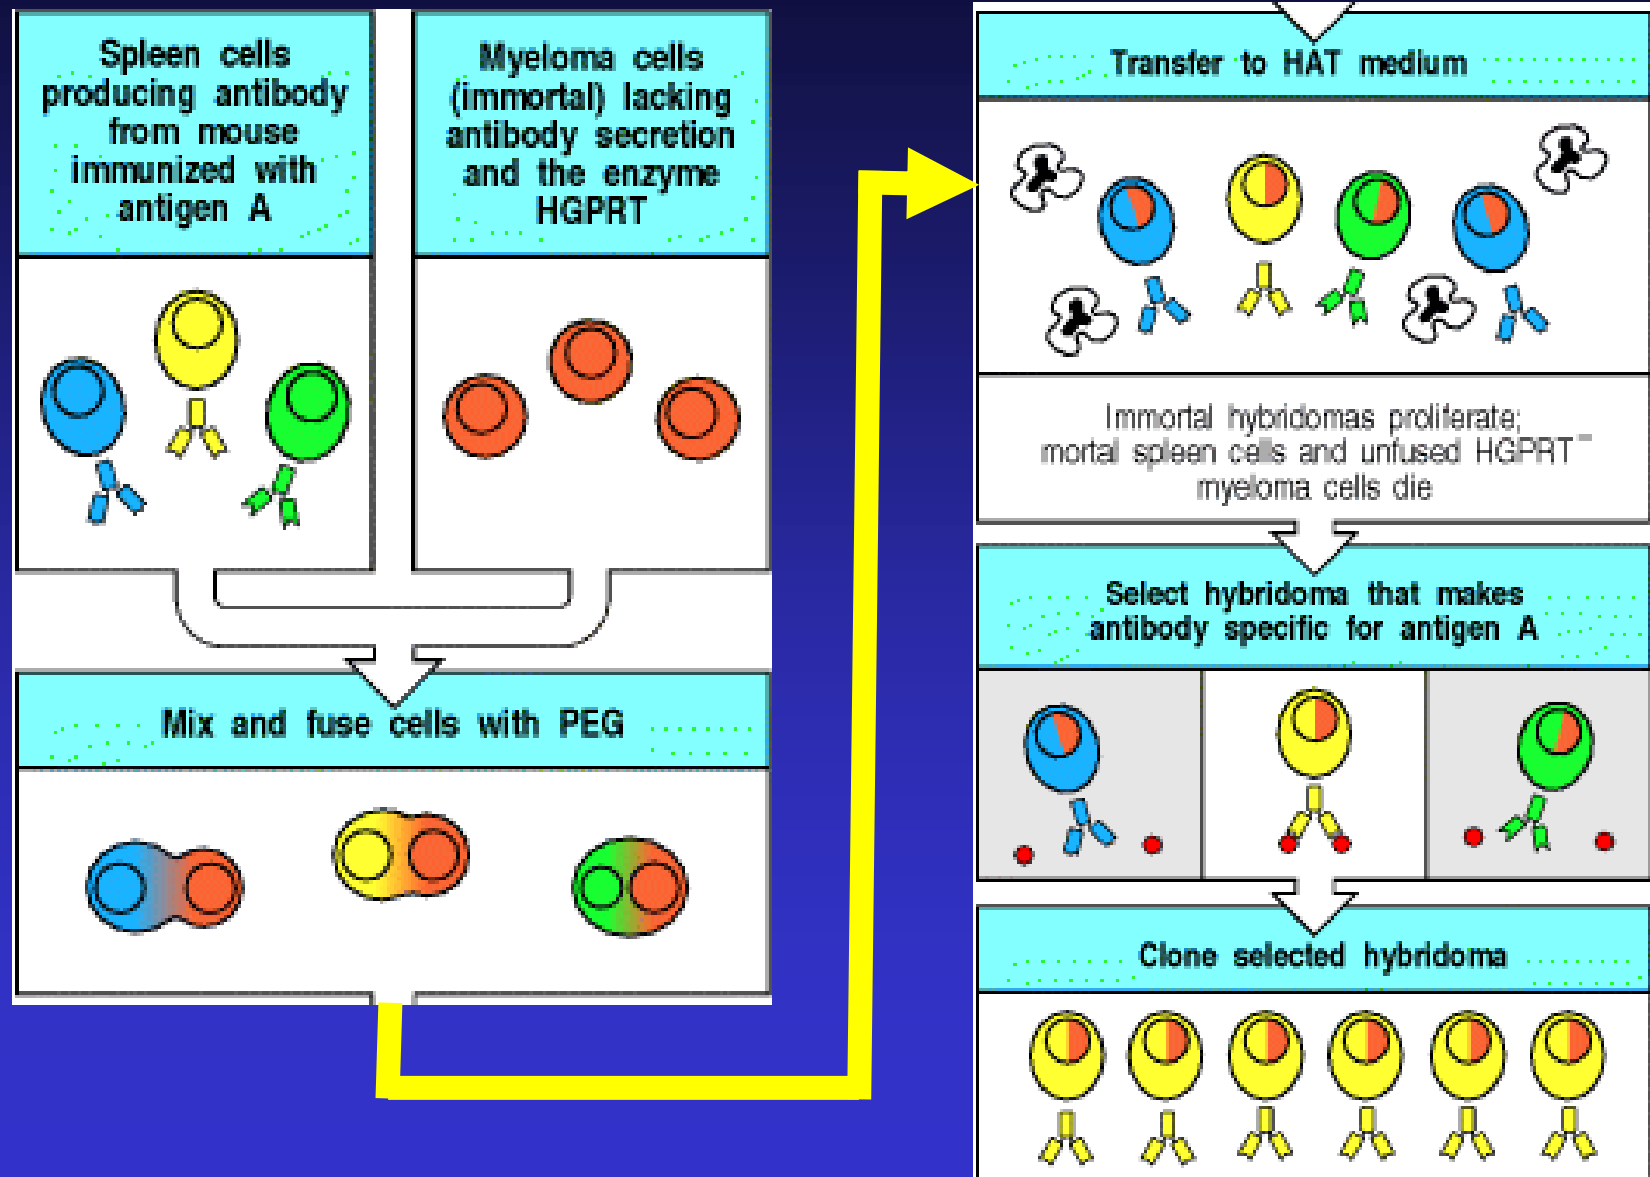 Spleen cells
producing antibody
from mouse
immunized with
antigen A
Myeloma cells
(immortal) lacking
antibody secretion
and the enzyme
HGPRT
Mix and fuse cells with PEG
Transfer to HAT medium
Immortal hybridomas proliferate;
mortal spleen cells and unfused HGPRT⁻
myeloma cells die
Select hybridoma that makes
antibody specific for antigen A
Clone selected hybridoma